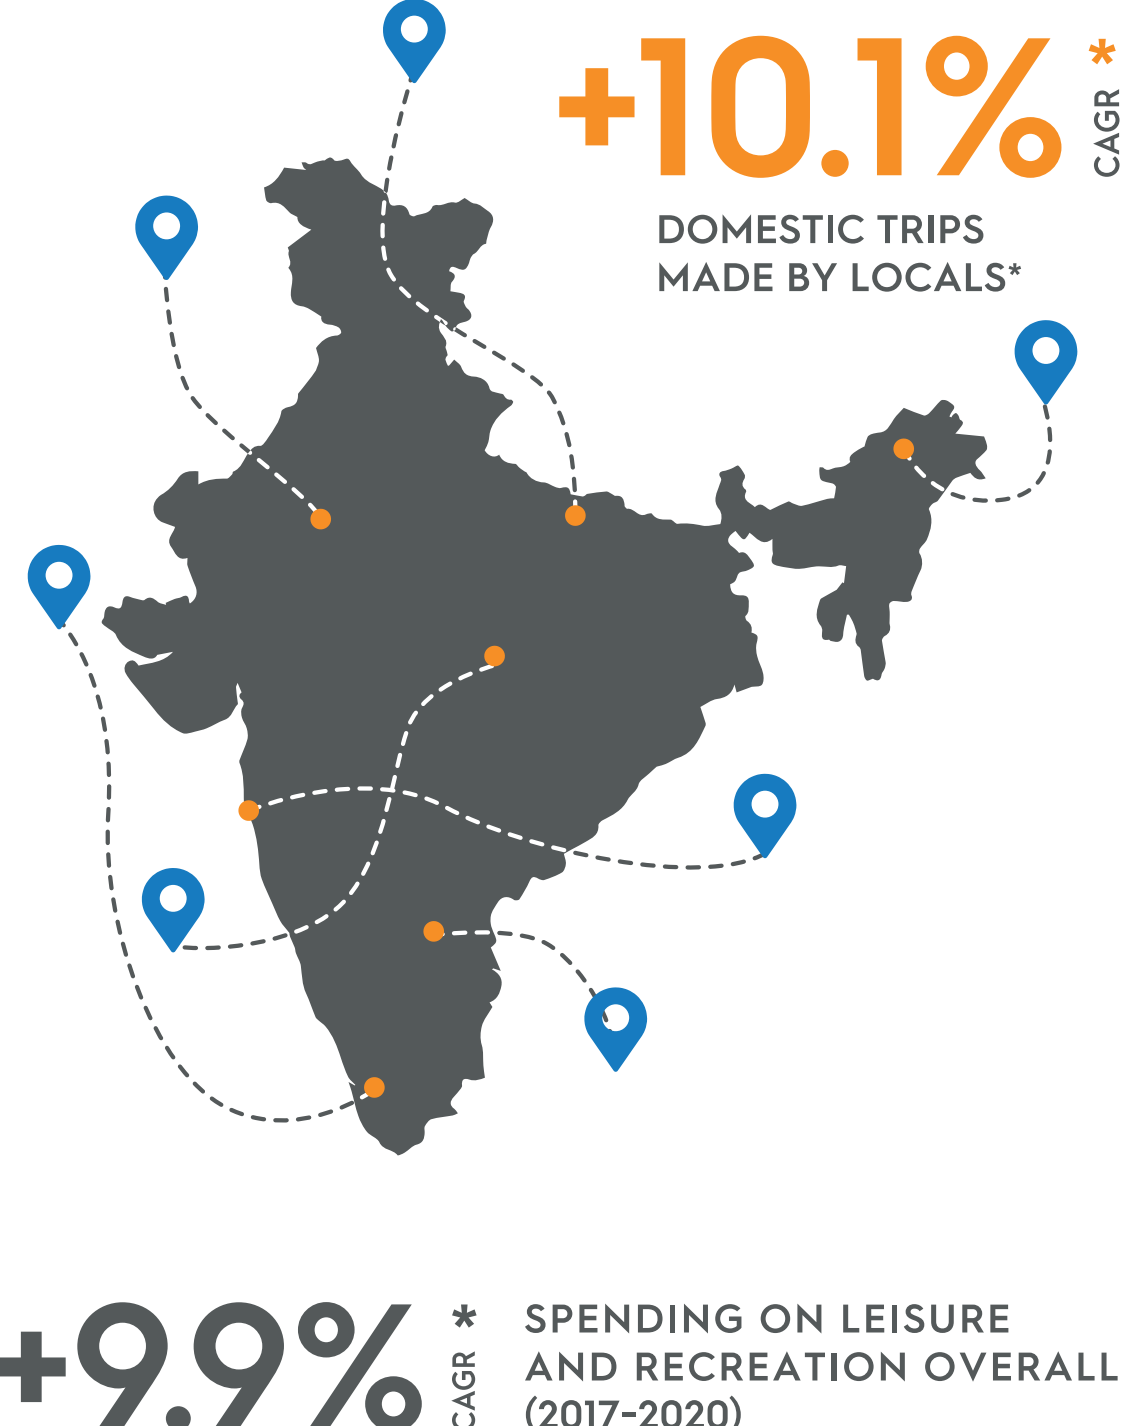 +10.1% CAGR *
DOMESTIC TRIPS
MADE BY LOCALS*
+9.9% CAGR *
SPENDING ON LEISURE
AND RECREATION OVERALL
(2017-2020)